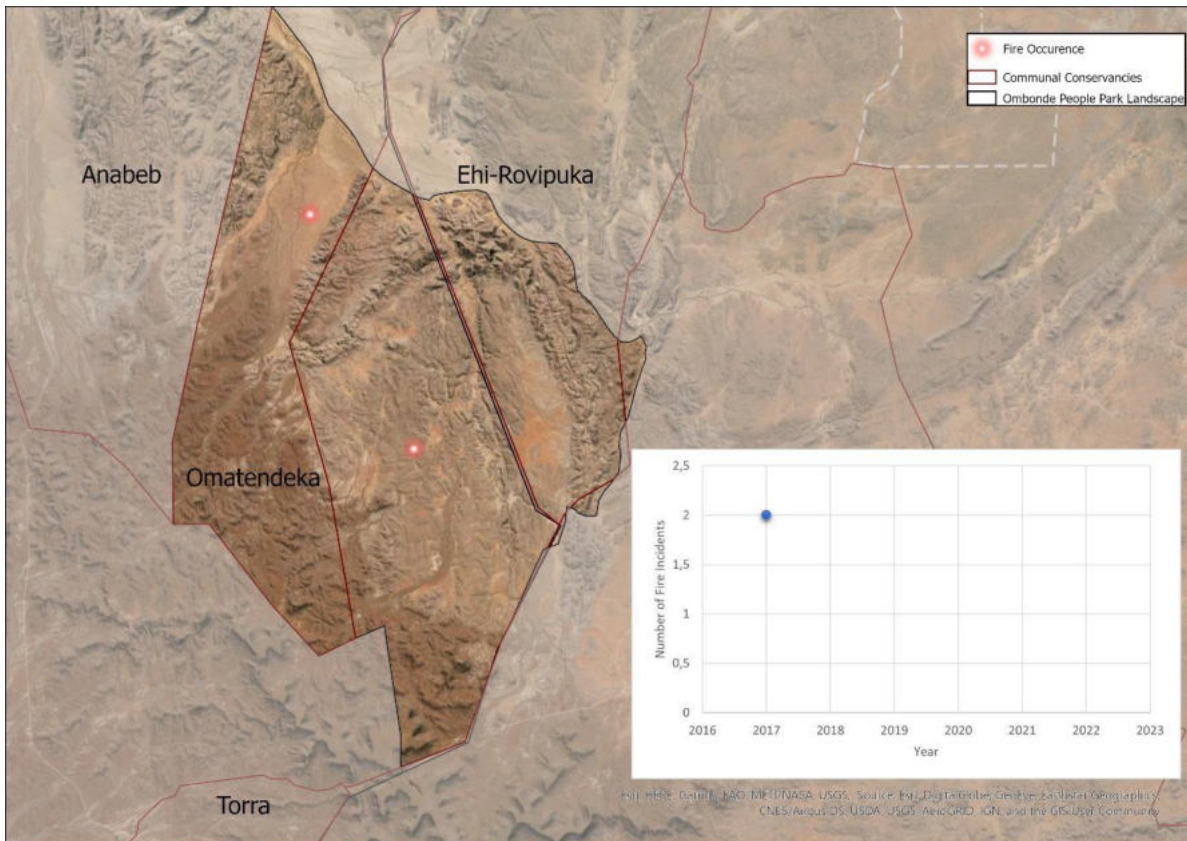 Fire Occurence
Communal Conservancies
Ombonde People Park Landscape
Anabeb
Ehi-Rovipuka
Omatendeka
Torra
2,5
2
1,5
1
0,5
0
Number of Fire Incidents
2016 2017 2018 2019 2020 2021 2022 2023
Year
FAO, METI/NASA, USGS, Source: Esri, DigitalGlobe, GeoEye, Earthstar Geographics,
CNES/Airbus DS, USDA, USGS, AeroGRID, IGN, and the GIS User Community